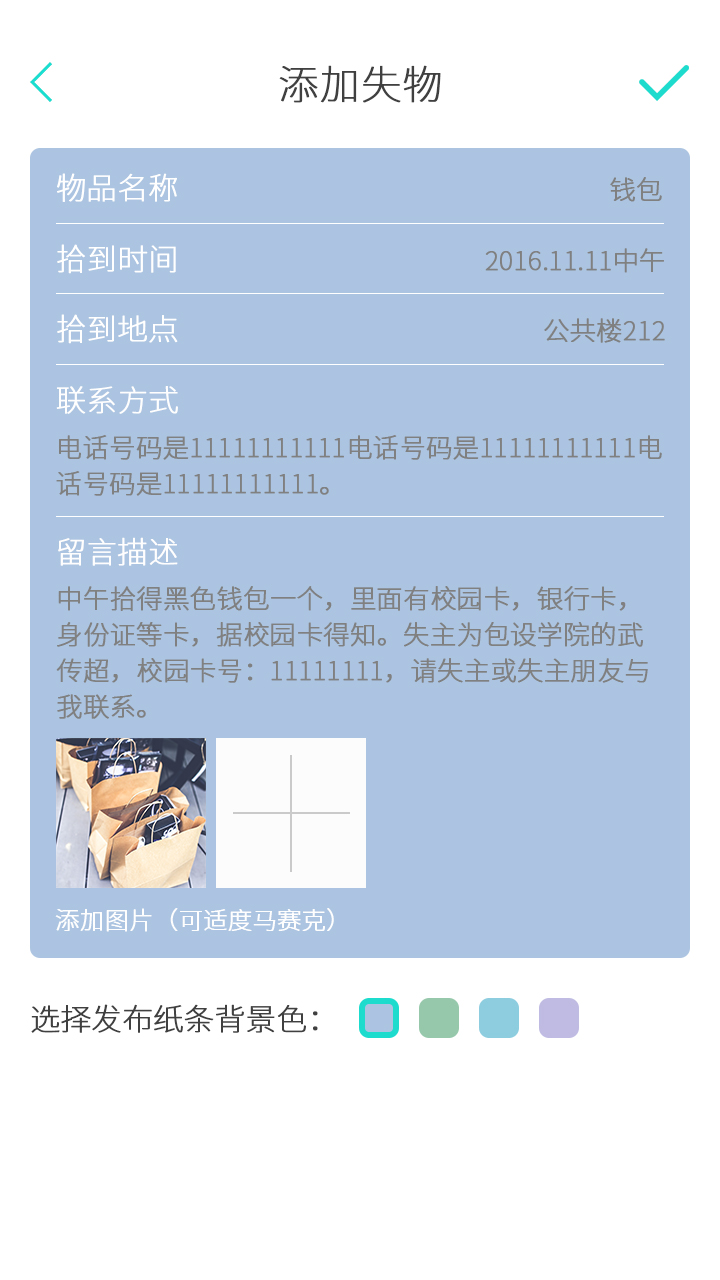 添加失物
物品名称 钱包
拾到时间 2016.11.11中午
拾到地点 公共楼212
联系方式
电话号码是11111111111电话号码是11111111111电
话号码是11111111111。
留言描述
中午拾得黑色钱包一个，里面有校园卡，银行卡，
身份证等卡，据校园卡得知。失主为包设学院的武
传超，校园卡号：11111111，请失主或失主朋友与
我联系。
添加图片（可适度马赛克）
选择发布纸条背景色：